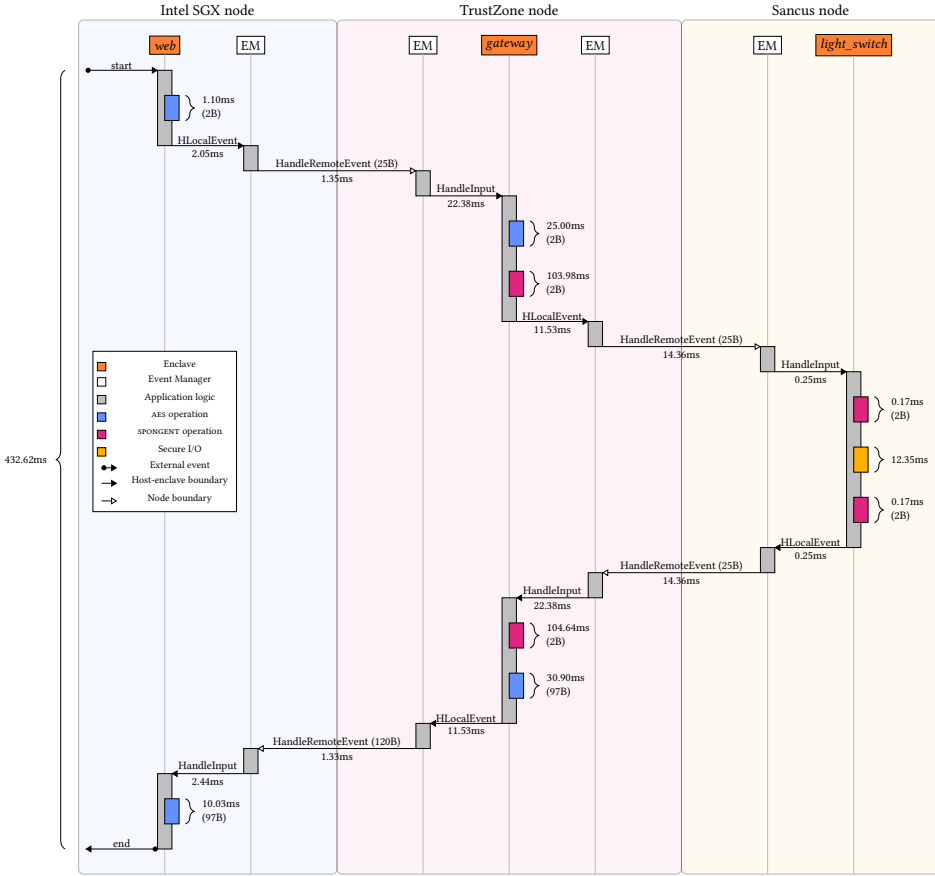 Intel SGX node
TrustZone node
Sancus node
web
EM
EM
gateway
EM
EM
light_switch
start
1.10ms
(2B)
HLocalEvent
2.05ms
HandleRemoteEvent (25B)
1.35ms
HandleInput
22.38ms
25.00ms
(2B)
103.98ms
(2B)
HLocalEvent
11.53ms
HandleRemoteEvent (25B)
14.36ms
HandleInput
0.25ms
Enclave
Event Manager
Application logic
AES operation
SPONGENT operation
Secure I/O
External event
Host-enclave boundary
Node boundary
0.17ms
(2B)
432.62ms
12.35ms
0.17ms
(2B)
HLocalEvent
0.25ms
HandleRemoteEvent (25B)
14.36ms
HandleInput
22.38ms
104.64ms
(2B)
30.90ms
(97B)
HLocalEvent
11.53ms
HandleRemoteEvent (120B)
1.33ms
HandleInput
2.44ms
10.03ms
(97B)
end